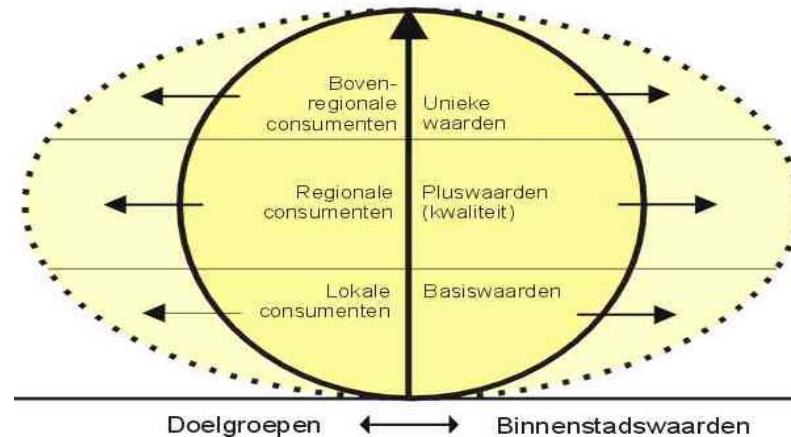 Boven-
regionale
consumenten
Unieke
waarden
Regionale
consumenten
Pluswaarden
(kwaliteit)
Lokale
consumenten
Basiswaarden
Doelgroepen
Binnenstadswaarden